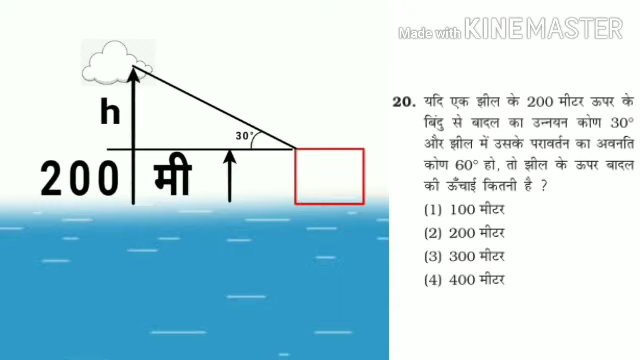 Made with KINEMASTER
h
30°
200 मी
20. यदि एक झील के 200 मीटर ऊपर के
बिंदु से बादल का उन्नयन कोण 30°
और झील में उसके परावर्तन का अवनति
कोण 60° हो, तो झील के ऊपर बादल
की ऊँचाई कितनी है ?
(1) 100 मीटर
(2) 200 मीटर
(3) 300 मीटर
(4) 400 मीटर